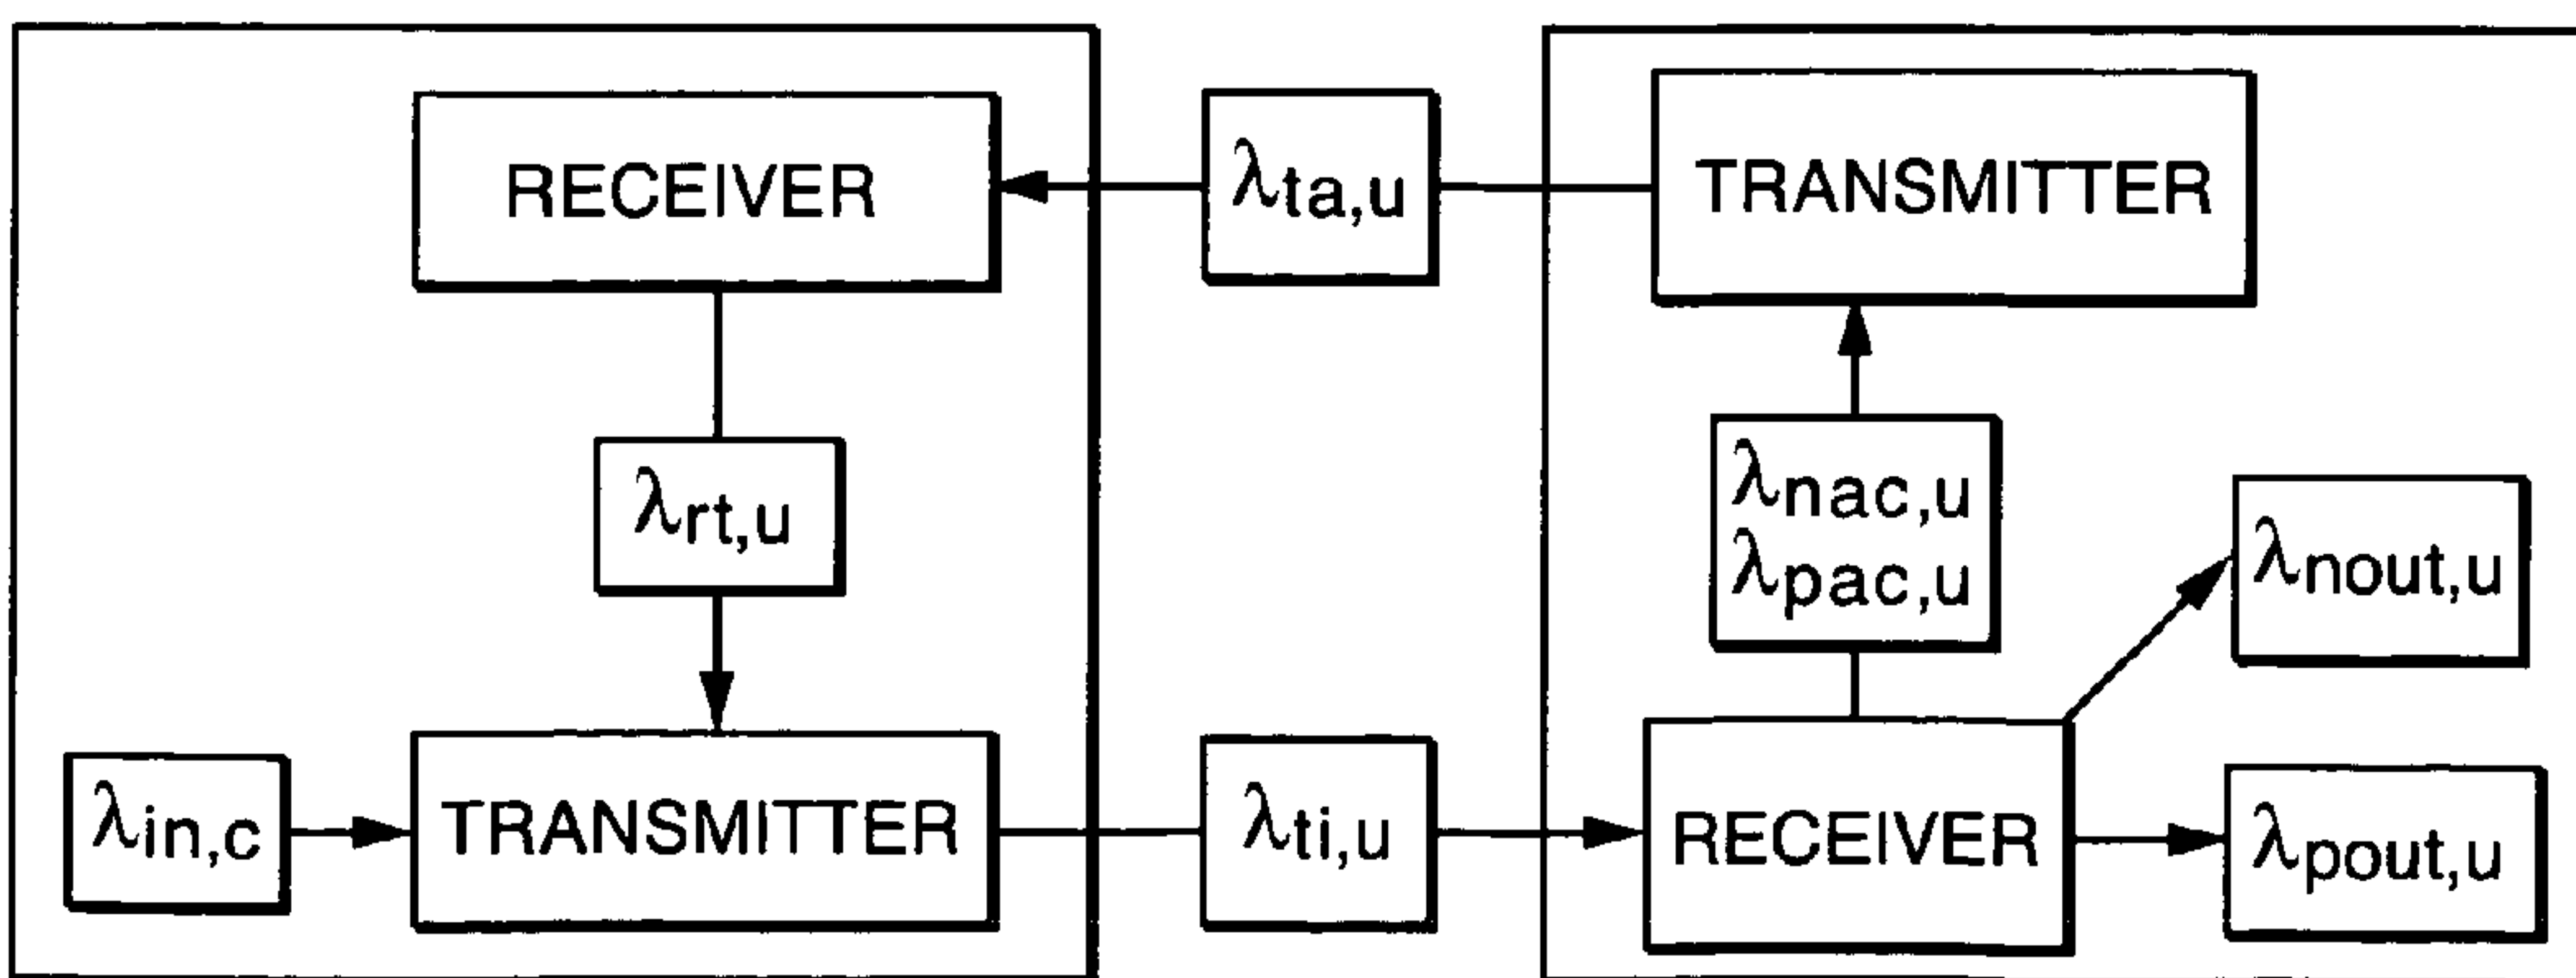 RECEIVER
λta,u
TRANSMITTER
λrt,u
λnac,u
λpac,u
λnout,u
λin,c
TRANSMITTER
λti,u
RECEIVER
λpout,u